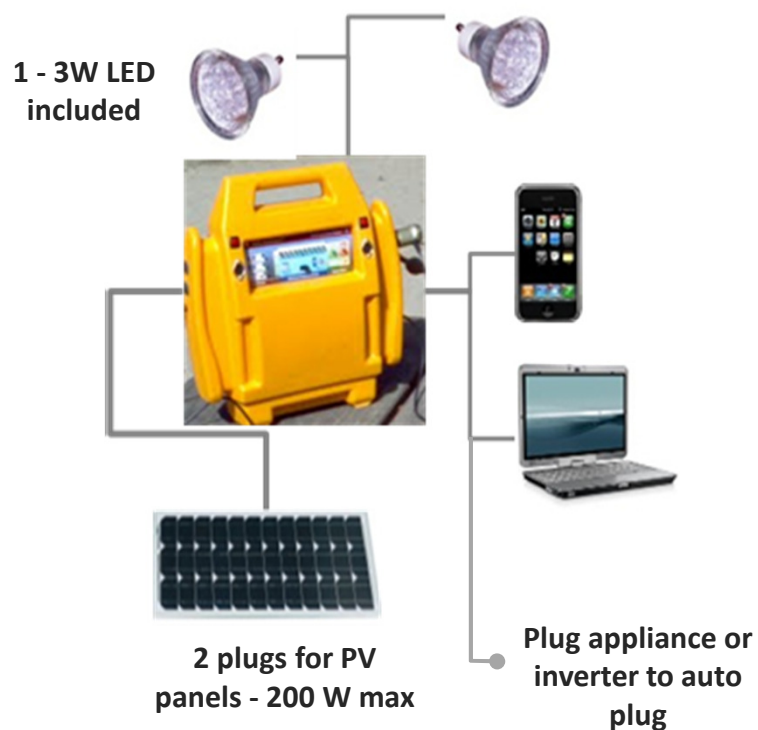 1 - 3W LED
included
2 plugs for PV
panels - 200 W max
Plug appliance or
inverter to auto
plug